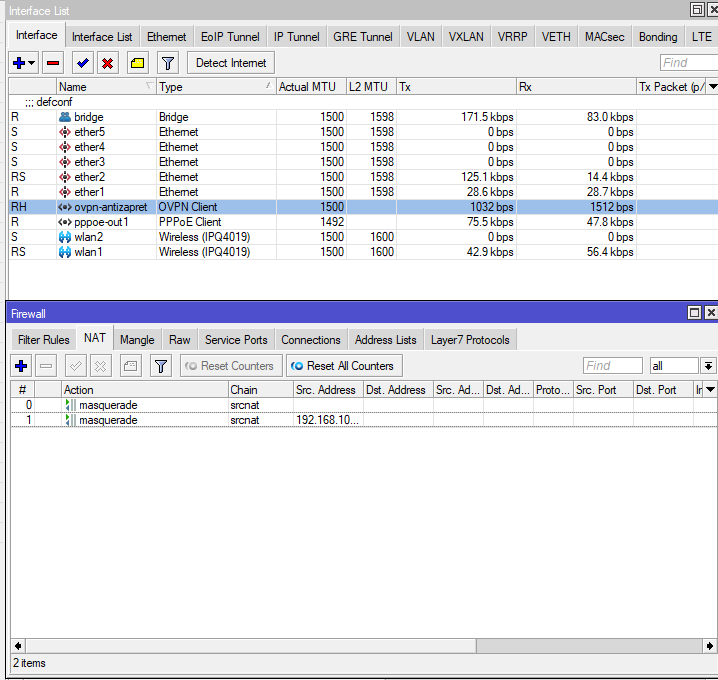 Interface List
Interface Interface List Ethernet EoIP Tunnel IP Tunnel GRE Tunnel VLAN VXLAN VRRP VETH MACsec Bonding LTE
Detect Internet Find
Name Type Actual MTU L2 MTU Tx Rx Tx Packet (p/
;;; defconf
R bridge Bridge 1500 1598 171.5 kbps 83.0 kbps
S ether5 Ethernet 1500 1598 0 bps 0 bps
S ether4 Ethernet 1500 1598 0 bps 0 bps
S ether3 Ethernet 1500 1598 0 bps 0 bps
RS ether2 Ethernet 1500 1598 125.1 kbps 14.4 kbps
R ether1 Ethernet 1500 1598 28.6 kbps 28.7 kbps
RH ovpn-antizapret OVPN Client 1500 1032 bps 1512 bps
R pppoe-out1 PPPoE Client 1492 75.5 kbps 47.8 kbps
S wlan2 Wireless (IPQ4019) 1500 1600 0 bps 0 bps
RS wlan1 Wireless (IPQ4019) 1500 1600 42.9 kbps 56.4 kbps
Firewall
Filter Rules NAT Mangle Raw Service Ports Connections Address Lists Layer7 Protocols
Reset Counters Reset All Counters Find all
# Action Chain Src. Address Dst. Address Src. Ad... Dst. Ad... Proto... Src. Port Dst. Port Ir
0 masquerade srcnat
1 masquerade srcnat 192.168.10...
2 items